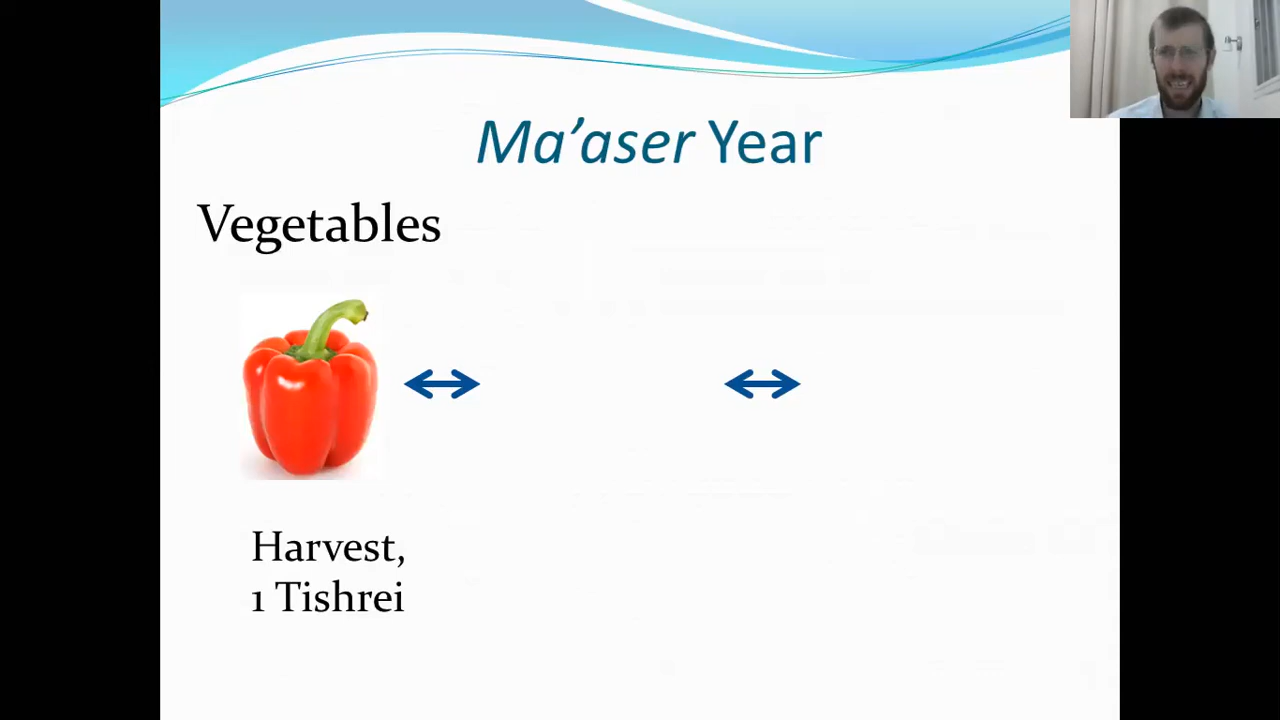 Ma’aser Year
Vegetables
Harvest,
1 Tishrei